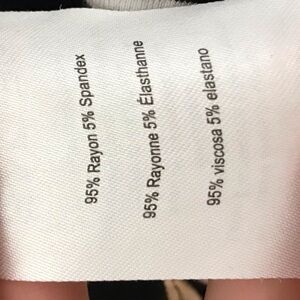 95% Rayon 5% Spandex
95% Rayonne 5% Élasthanne
95% viscosa 5% elastano